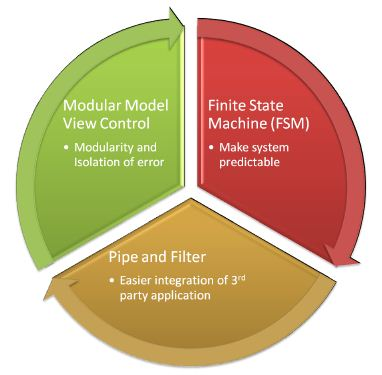 Modular Model
View Control
• Modularity and
Isolation of error
Finite State
Machine (FSM)
• Make system
predictable
Pipe and Filter
• Easier integration of 3rd
party application